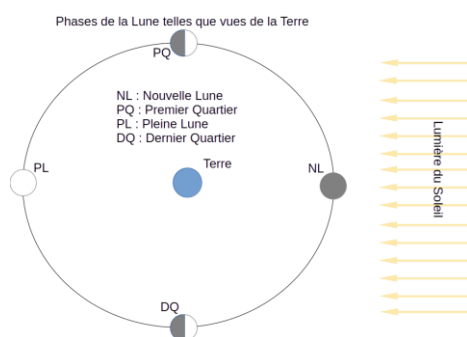 Phases de la Lune telles que vues de la Terre
PQ
NL : Nouvelle Lune
PQ : Premier Quartier
PL : Pleine Lune
DQ : Dernier Quartier
PL
Terre
NL
Lumière du Soleil
DQ